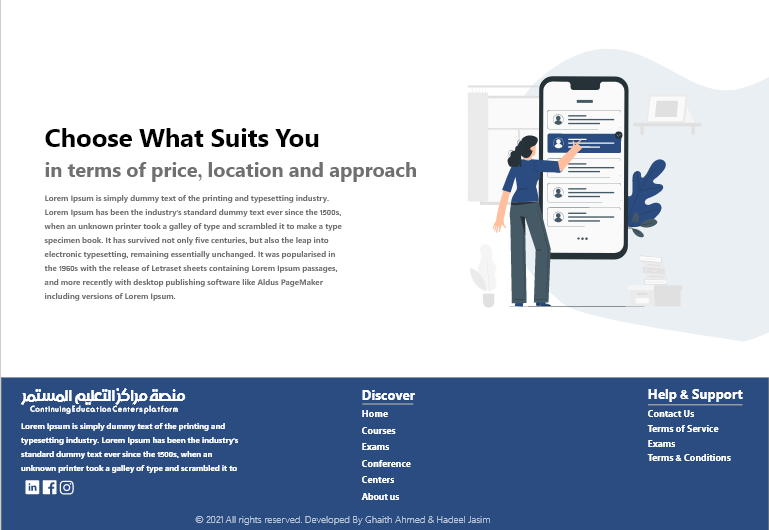 Choose What Suits You
in terms of price, location and approach
Lorem Ipsum is simply dummy text of the printing and typesetting industry.
Lorem Ipsum has been the industry's standard dummy text ever since the 1500s,
when an unknown printer took a galley of type and scrambled it to make a type
specimen book. It has survived not only five centuries, but also the leap into
electronic typesetting, remaining essentially unchanged. It was popularised in
the 1960s with the release of Letraset sheets containing Lorem Ipsum passages,
and more recently with desktop publishing software like Aldus PageMaker
including versions of Lorem Ipsum.
منصة مراكز التعليم المستمر
Continuing Education Centers platform
Lorem Ipsum is simply dummy text of the printing and
typesetting industry. Lorem Ipsum has been the industry's
standard dummy text ever since the 1500s, when an
unknown printer took a galley of type and scrambled it to
Discover
Home
Courses
Exams
Conference
Centers
About us
Help & Support
Contact Us
Terms of Service
Exams
Terms & Conditions
© 2021 All rights reserved. Developed By Ghaith Ahmed & Hadeel Jasim